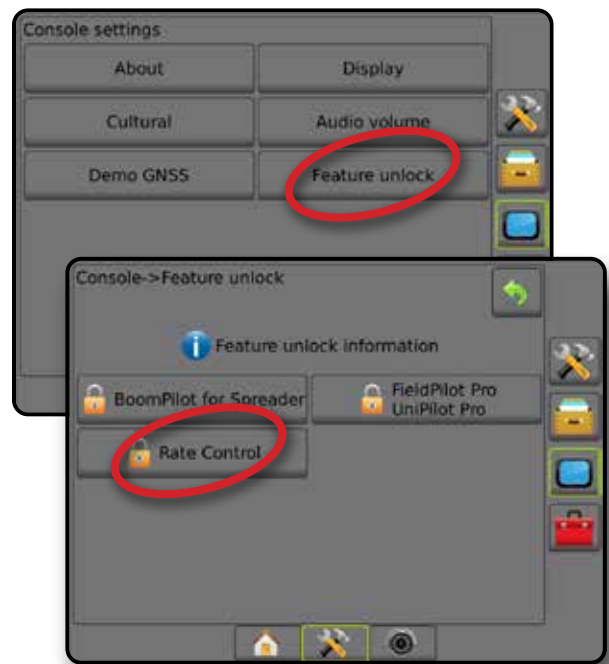 Console settings
About
Display
Cultural
Audio volume
Demo GNSS
Feature unlock
Console->Feature unlock
Feature unlock information
BoomPilot for Spreader
FieldPilot Pro
UniPilot Pro
Rate Control